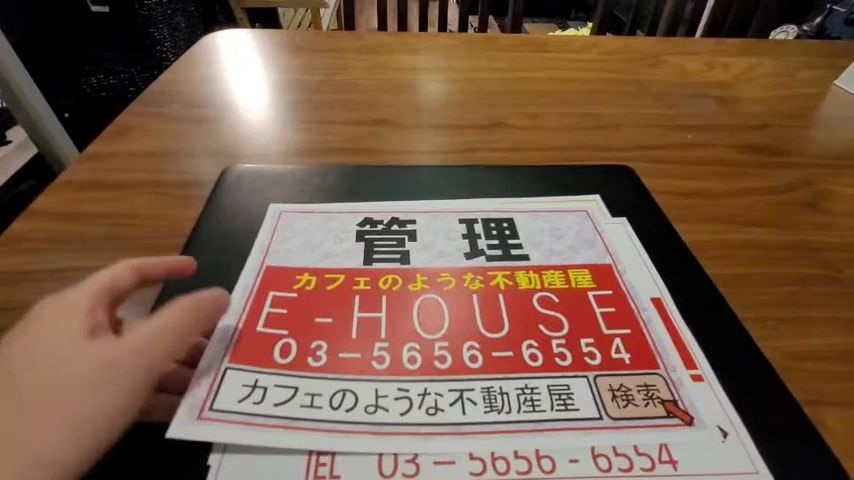 管理
カフェのような不動産屋
E-HOUSE
03-5656-6554
カフェのような不動産屋 検索
!
TEL 03-5656-6554